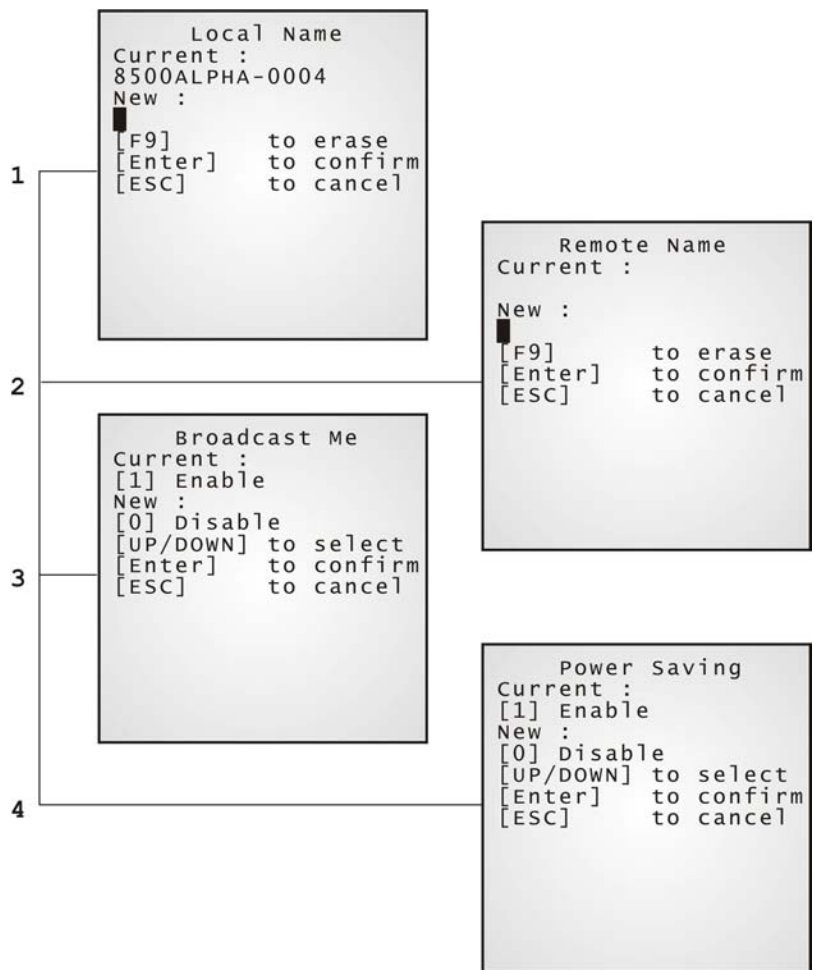 1
Local Name
Current :
8500ALPHA-0004
New :
[F9] to erase
[Enter] to confirm
[ESC] to cancel
2
Remote Name
Current :
New :
[F9] to erase
[Enter] to confirm
[ESC] to cancel
3
Broadcast Me
Current :
[1] Enable
New :
[0] Disable
[UP/DOWN] to select
[Enter] to confirm
[ESC] to cancel
4
Power Saving
Current :
[1] Enable
New :
[0] Disable
[UP/DOWN] to select
[Enter] to confirm
[ESC] to cancel